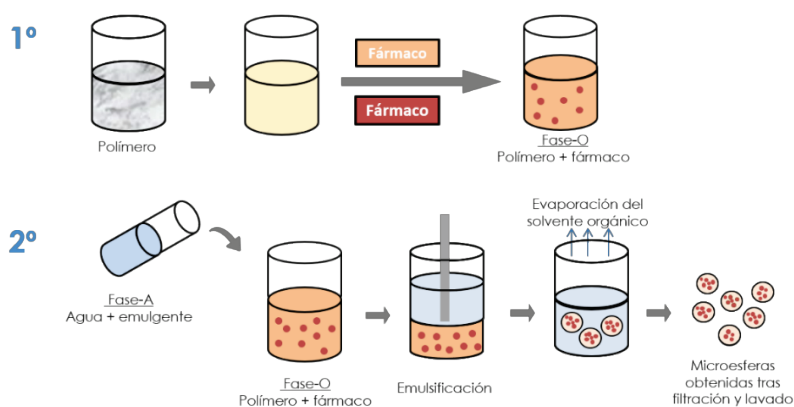 1º
Fármaco
Fármaco
Polímero
Fase-O
Polímero + fármaco
2º
Evaporación del
solvente orgánico
Fase-A
Agua + emulgente
Fase-O
Polímero + fármaco
Emulsificación
Microesferas
obtenidas tras
filtración y lavado